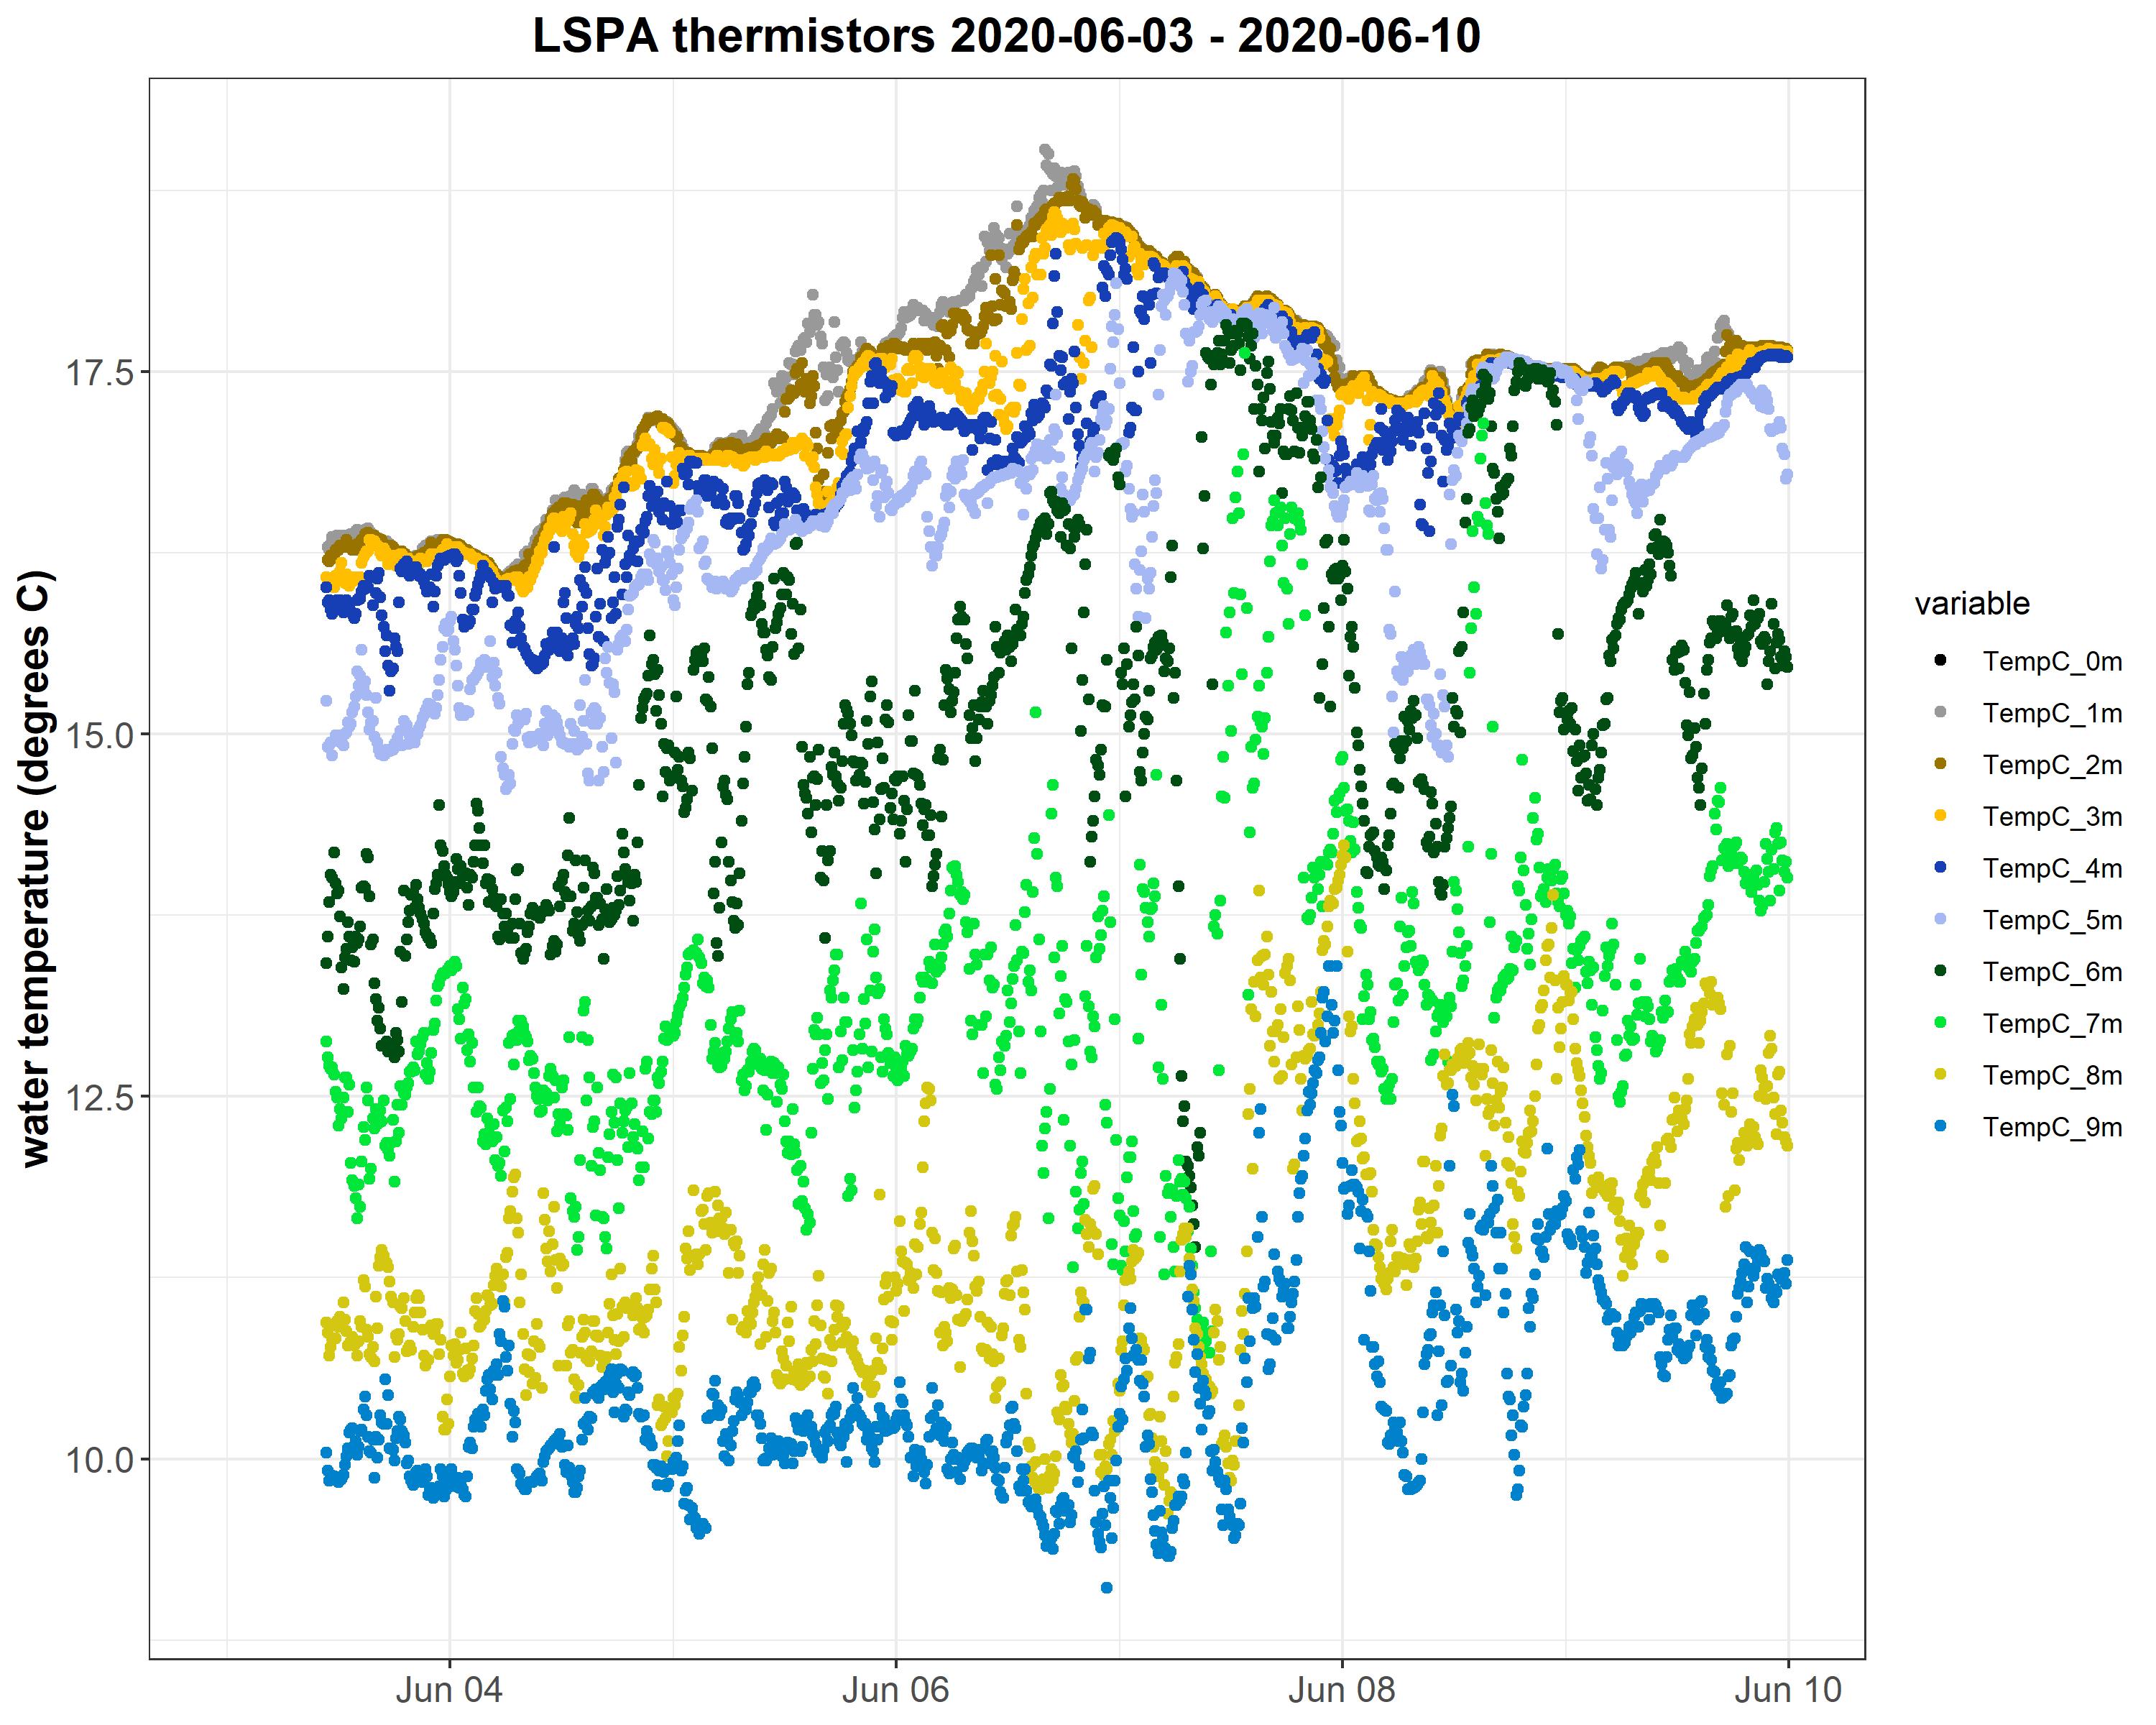 LSPA thermistors 2020-06-03 - 2020-06-10
water temperature (degrees C)
17.5
15.0
12.5
10.0
Jun 04
Jun 06
Jun 08
Jun 10
variable
TempC_0m
TempC_1m
TempC_2m
TempC_3m
TempC_4m
TempC_5m
TempC_6m
TempC_7m
TempC_8m
TempC_9m